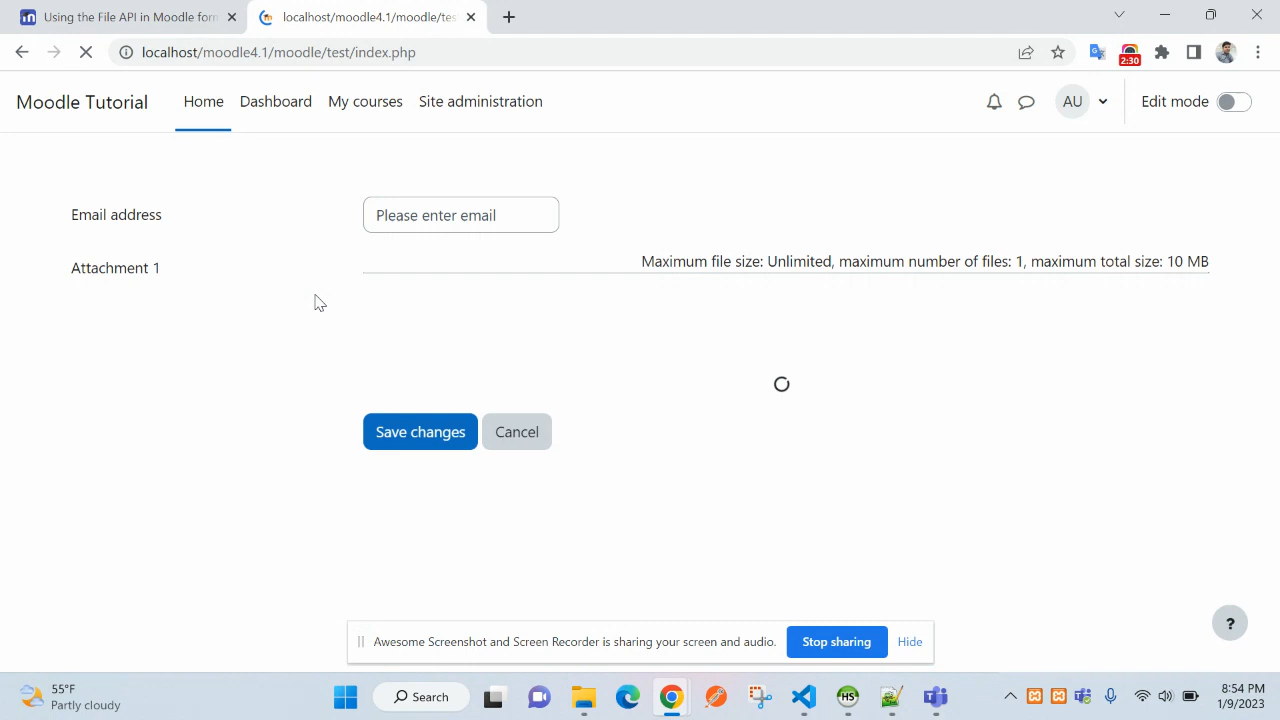 Using the File API in Moodle for
localhost/moodle4.1/moodle/tes
localhost/moodle4.1/moodle/test/index.php
2:30
Moodle Tutorial
Home
Dashboard
My courses
Site administration
AU
Edit mode
Email address
Please enter email
Attachment 1
Maximum file size: Unlimited, maximum number of files: 1, maximum total size: 10 MB
Save changes
Cancel
?
Awesome Screenshot and Screen Recorder is sharing your screen and audio.
Stop sharing
Hide
55°F
Partly cloudy
Search
HS
8:54 PM
1/9/2023